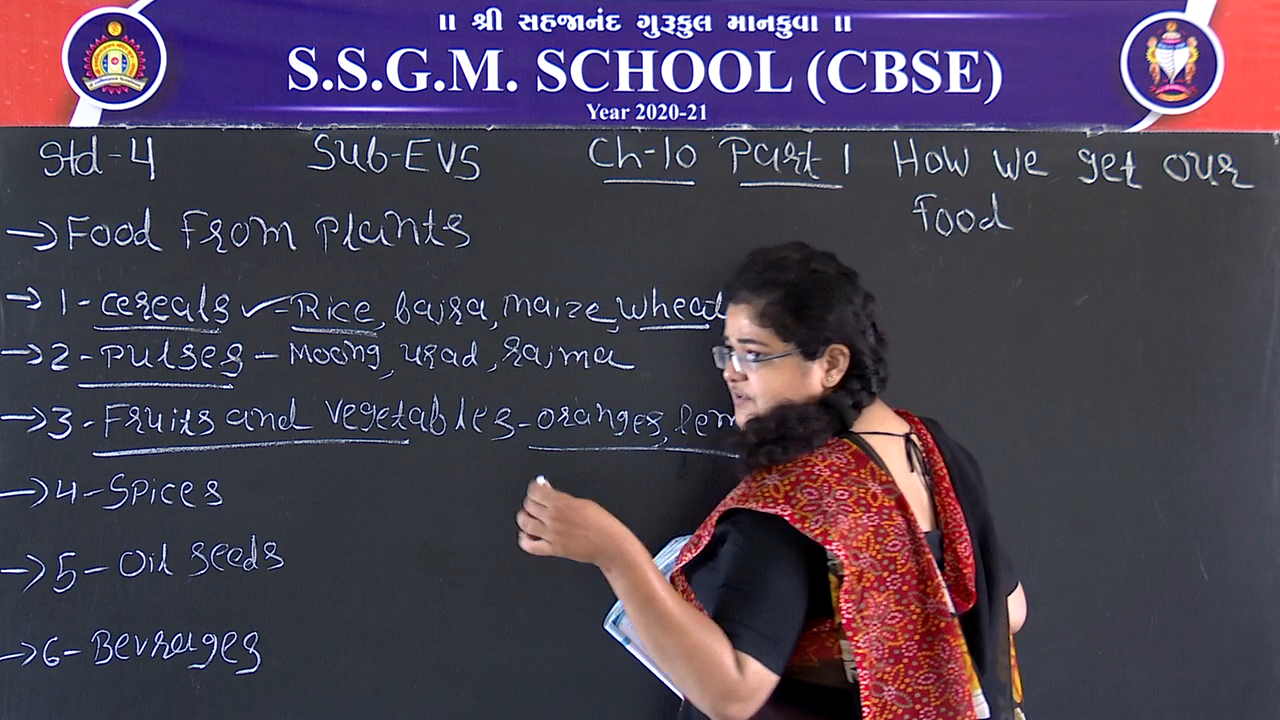 ॥ શ્રી સહજાનંદ ગુરૂકુલ માનકુવા ॥
S.S.G.M. SCHOOL (CBSE)
Year 2020-21
Std-4 Sub-EVS Ch-10 Part 1 How we get our
Food
→ Food From Plants
→ 1- cereals ✓ - Rice, bajra, maize, wheat
→ 2- Pulses - Moong, urad, rajma
→ 3- Fruits and vegetables - oranges, lem
→ 4- Spices
→ 5- Oil seeds
→ 6- Bevrages